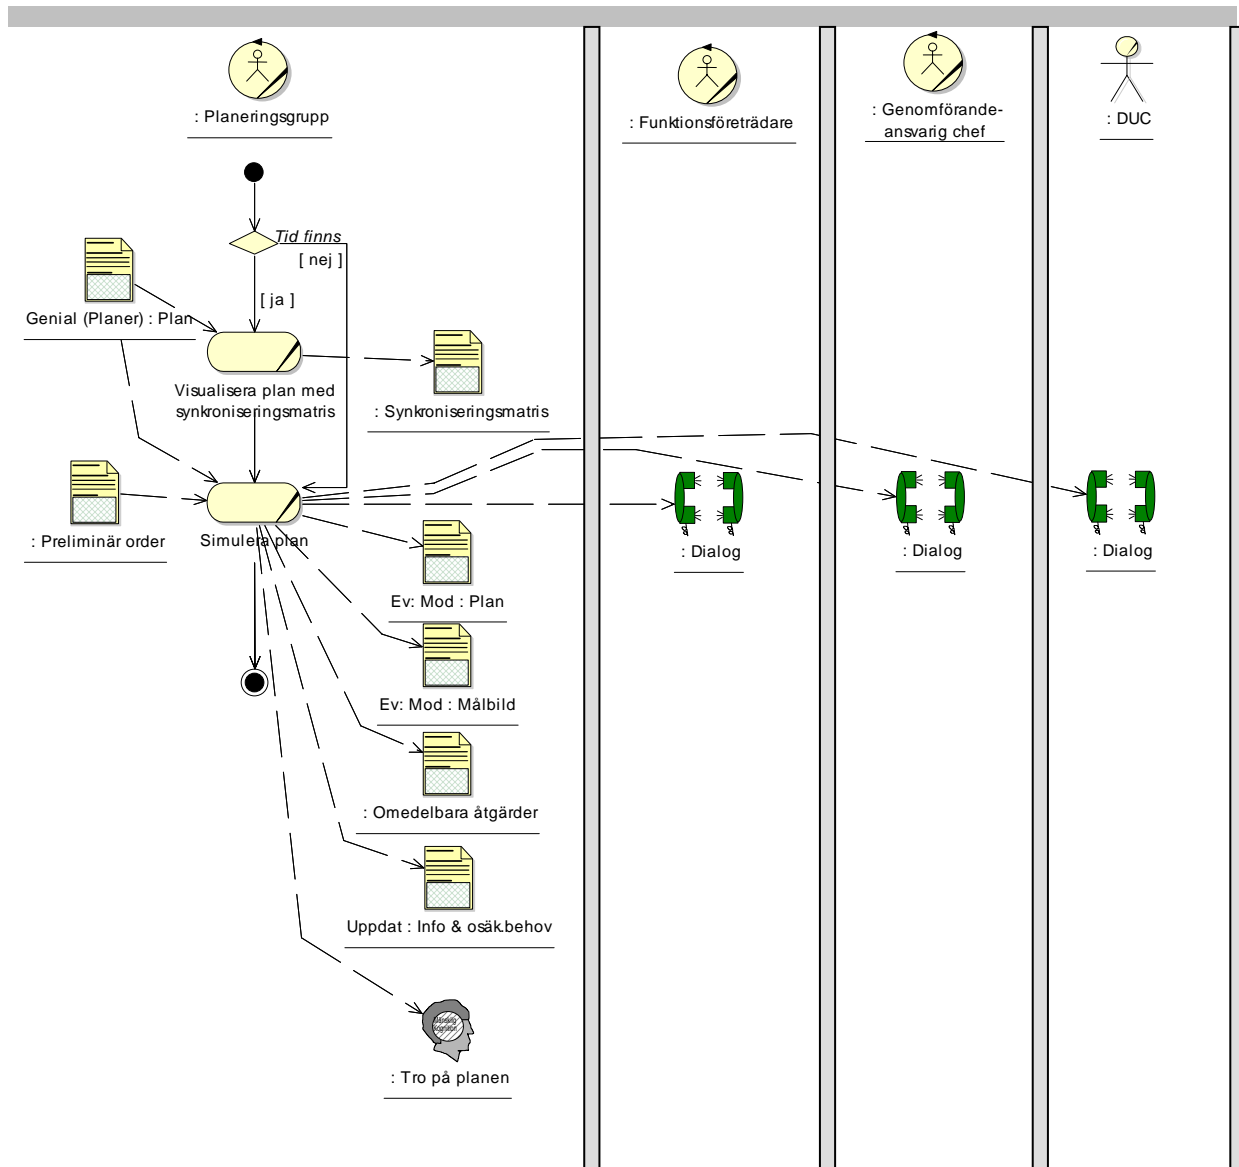 : Planeringsgrupp
: Funktionsföreträdare
: Genomförande-
ansvarig chef
: DUC
Tid finns
[ nej ]
[ ja ]
Genial (Planer) : Plan
Visualisera plan med
synkroniseringsmatris
: Synkroniseringsmatris
: Preliminär order
Simulera plan
: Dialog
: Dialog
: Dialog
Ev: Mod : Plan
Ev: Mod : Målbild
: Omedelbara åtgärder
Uppdat : Info & osäk.behov
: Tro på planen